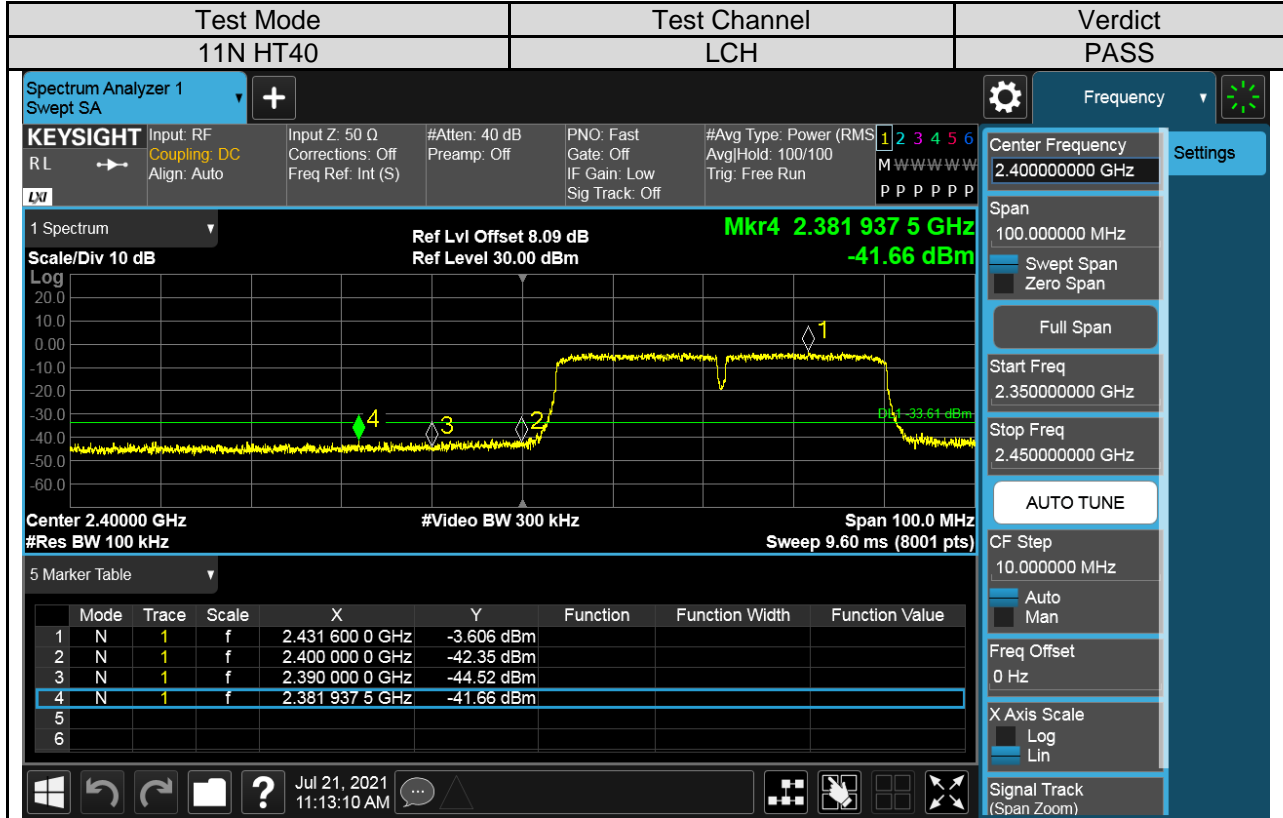 Test Mode Test Channel Verdict
11N HT40 LCH PASS
Spectrum Analyzer 1
Swept SA
Frequency
KEYSIGHT Input: RF Input Z: 50 Ω #Atten: 40 dB PNO: Fast #Avg Type: Power (RMS 1 2 3 4 5 6
RL Coupling: DC Corrections: Off Preamp: Off Gate: Off Avg|Hold: 100/100 M W W W W W
Align: Auto Freq Ref: Int (S) IF Gain: Low Trig: Free Run
LXI Sig Track: Off P P P P P P
1 Spectrum Ref Lvl Offset 8.09 dB Mkr4 2.381 937 5 GHz
Scale/Div 10 dB Ref Level 30.00 dBm -41.66 dBm
Log
20.0
10.0
0.00
-10.0
-20.0
-30.0
-40.0
-50.0
-60.0
1
2
3
4
DL1 -33.61 dBm
Center 2.40000 GHz #Video BW 300 kHz Span 100.0 MHz
#Res BW 100 kHz Sweep 9.60 ms (8001 pts)
5 Marker Table
Mode Trace Scale X Y Function Function Width Function Value
1 N 1 f 2.431 600 0 GHz -3.606 dBm
2 N 1 f 2.400 000 0 GHz -42.35 dBm
3 N 1 f 2.390 000 0 GHz -44.52 dBm
4 N 1 f 2.381 937 5 GHz -41.66 dBm
5
6
?
Jul 21, 2021
11:13:10 AM
Center Frequency
2.400000000 GHz
Settings
Span
100.000000 MHz
Swept Span
Zero Span
Full Span
Start Freq
2.350000000 GHz
Stop Freq
2.450000000 GHz
AUTO TUNE
CF Step
10.000000 MHz
Auto
Man
Freq Offset
0 Hz
X Axis Scale
Log
Lin
Signal Track
(Span Zoom)